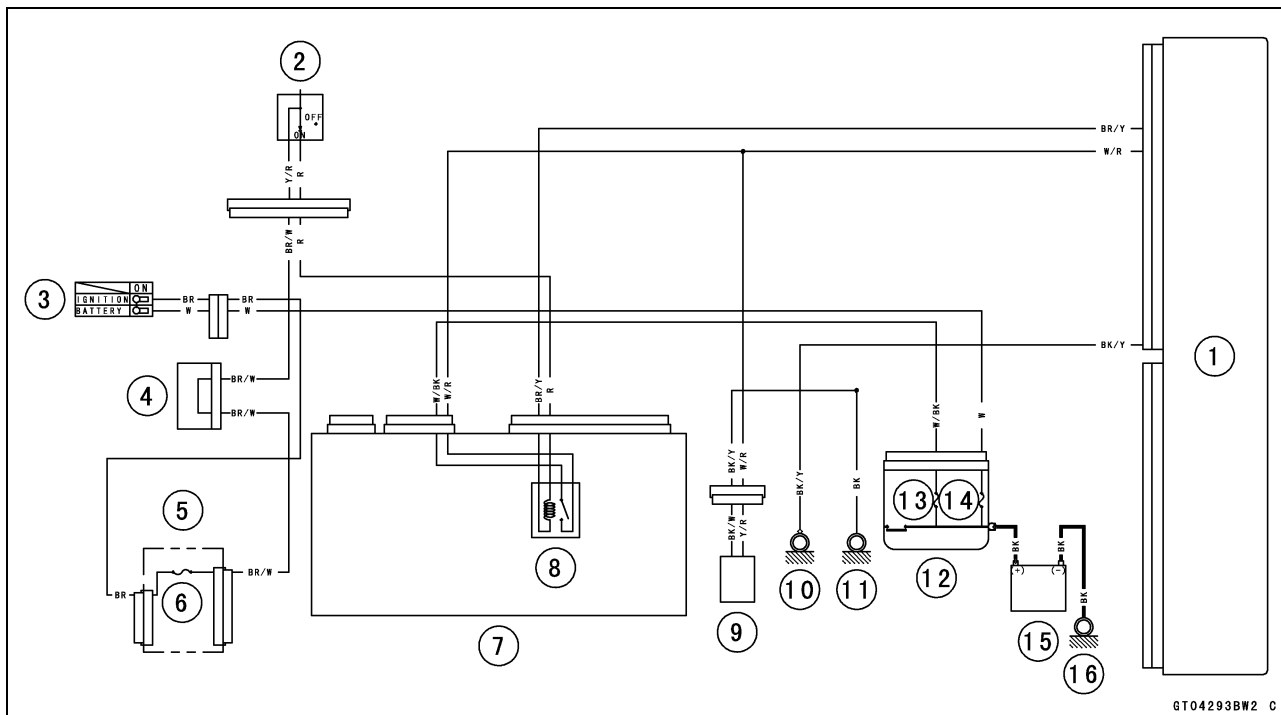 2
OFF
ON
Y/R
R
BR/W
R
BR/Y
W/R
3
ON
IGNITION
BATTERY
BR
W
BR
W
4
BR/W
BR/W
W/BK
W/R
BR/Y
R
BK/Y
1
W/BK
W
BK/Y
W/R
BK/Y
BK
5
6
BR
BR/W
8
7
BK/W
Y/R
9
10
11
13
14
12
BK
(+)
(-)
BK
BK
15
16
GT04293BW2 C